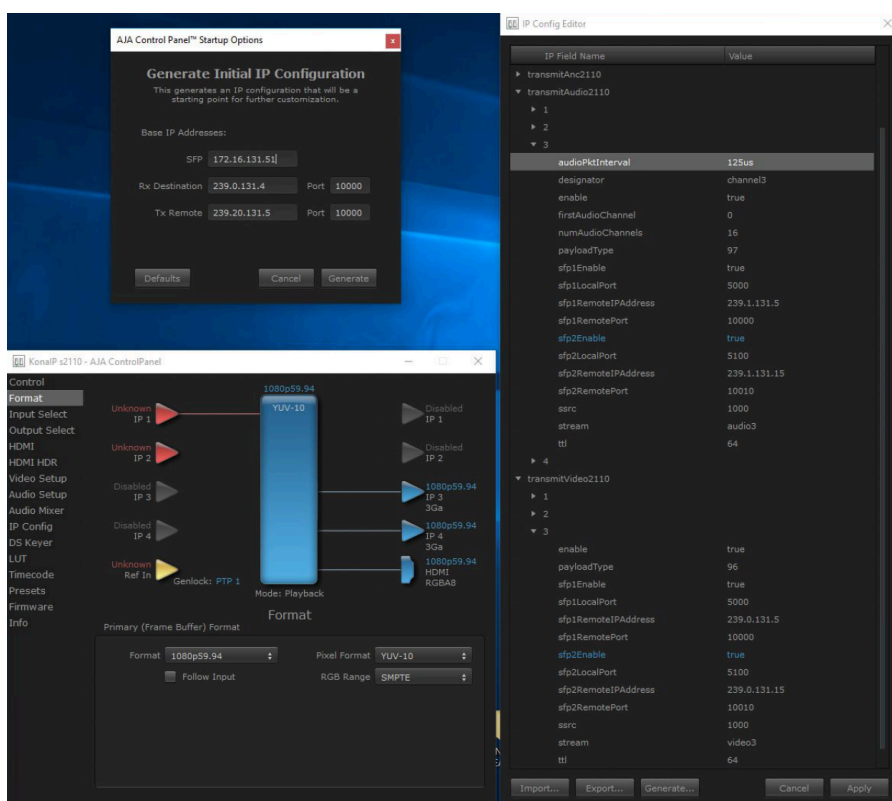 AJA Control Panel™ Startup Options
x
Generate Initial IP Configuration
This generates an IP configuration that will be a
starting point for further customization.
Base IP Addresses:
SFP 172.16.131.51
Rx Destination 239.0.131.4 Port 10000
Tx Remote 239.20.131.5 Port 10000
Defaults Cancel Generate
KonaIP s2110 - AJA ControlPanel
Control
Format
Input Select
Output Select
HDMI
HDMI HDR
Video Setup
Audio Setup
Audio Mixer
IP Config
DS Keyer
LUT
Timecode
Presets
Firmware
Info
1080p59.94
YUV-10
Unknown
IP 1
Unknown
IP 2
Disabled
IP 3
Disabled
IP 4
Unknown
Ref In
Genlock: PTP 1
Mode: Playback
Disabled
IP 1
Disabled
IP 2
1080p59.94
IP 3
3Ga
1080p59.94
IP 4
3Ga
1080p59.94
HDMI
RGBA8
Format
Primary (Frame Buffer) Format
Format 1080p59.94 Pixel Format YUV-10
Follow Input RGB Range SMPTE
IP Config Editor
IP Field Name Value
transmitAnc2110
transmitAudio2110
1
2
3
audioPktInterval 125us
designator channel3
enable true
firstAudioChannel 0
numAudioChannels 16
payloadType 97
sfp1Enable true
sfp1LocalPort 5000
sfp1RemoteIPAddress 239.1.131.5
sfp1RemotePort 10000
sfp2Enable true
sfp2LocalPort 5100
sfp2RemoteIPAddress 239.1.131.15
sfp2RemotePort 10010
ssrc 1000
stream audio3
ttl 64
4
transmitVideo2110
1
2
3
enable true
payloadType 96
sfp1Enable true
sfp1LocalPort 5000
sfp1RemoteIPAddress 239.0.131.5
sfp1RemotePort 10000
sfp2Enable true
sfp2LocalPort 5100
sfp2RemoteIPAddress 239.0.131.15
sfp2RemotePort 10010
ssrc 1000
stream video3
ttl 64
Import... Export... Generate... Cancel Apply